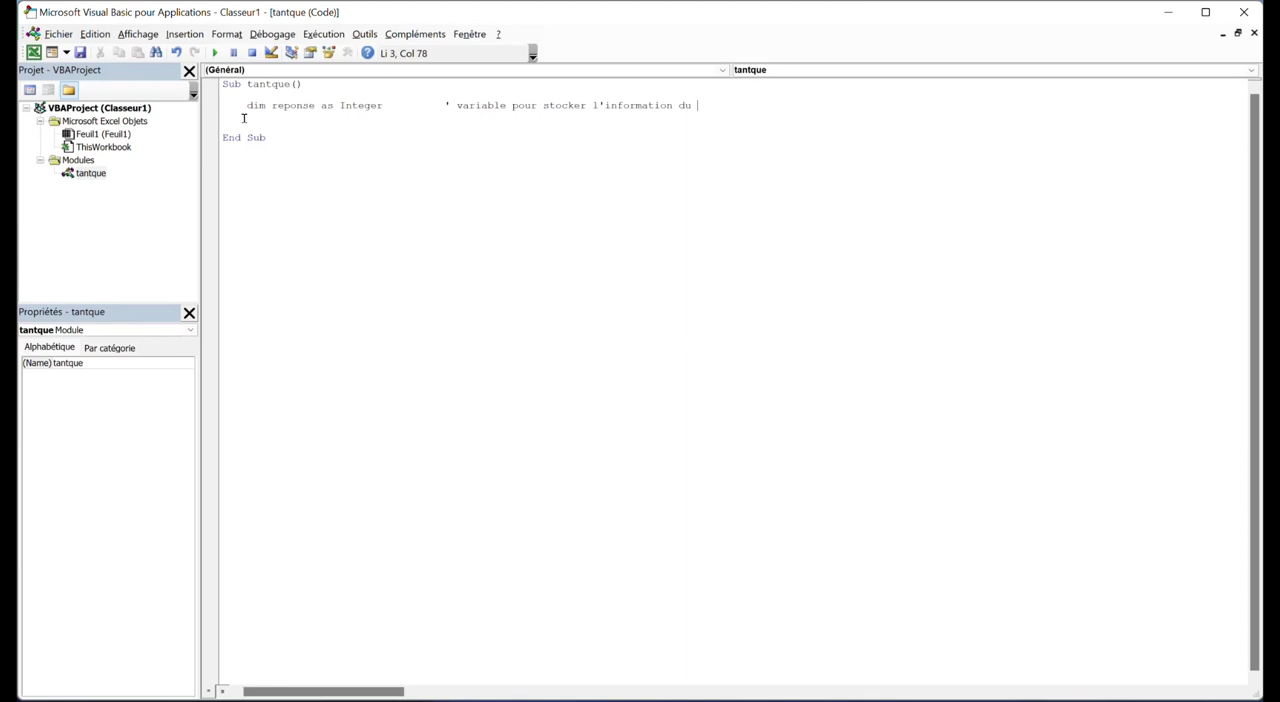 Microsoft Visual Basic pour Applications - Classeur1 - [tantque (Code)]
Fichier Edition Affichage Insertion Format Débogage Exécution Outils Compléments Fenêtre ?
Li 3, Col 78
Projet - VBAProject
(Général) tantque
Sub tantque()
VBAProject (Classeur1)
dim reponse as Integer ' variable pour stocker l'information du
Microsoft Excel Objets
Feuil1 (Feuil1)
End Sub
ThisWorkbook
Modules
tantque
Propriétés - tantque
tantque Module
Alphabétique Par catégorie
(Name) tantque